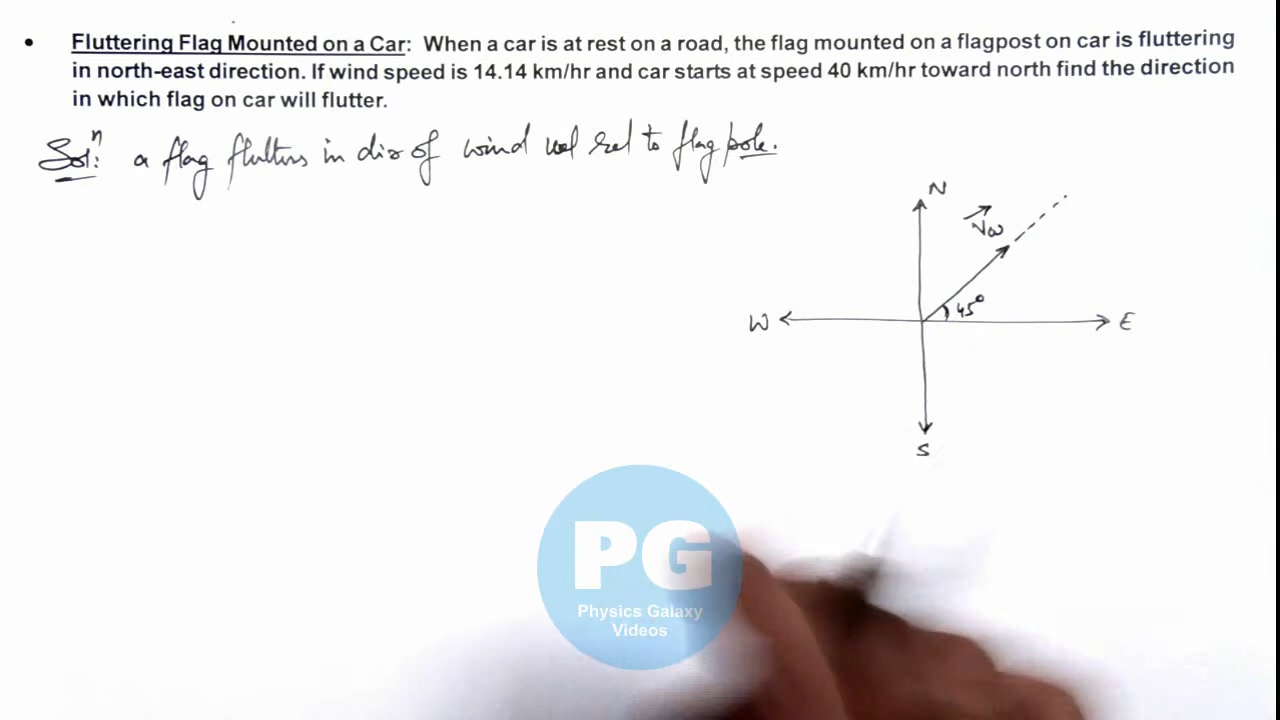 • Fluttering Flag Mounted on a Car: When a car is at rest on a road, the flag mounted on a flagpost on car is fluttering
in north-east direction. If wind speed is 14.14 km/hr and car starts at speed 40 km/hr toward north find the direction
in which flag on car will flutter.
Solⁿ: a flag flutters in dir of wind vel rel to flag pole.
N
Vω
45°
W
E
S
PG
Physics Galaxy
Videos